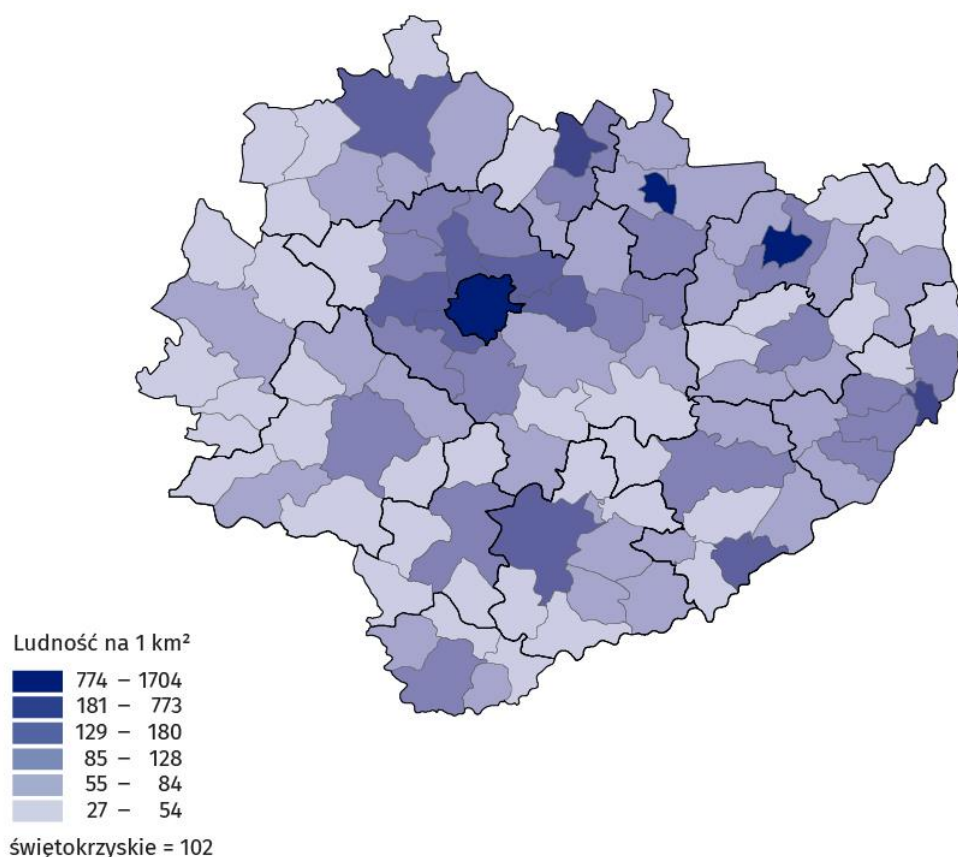 Ludność na 1 km²
774 – 1704
181 – 773
129 – 180
85 – 128
55 – 84
27 – 54
świętokrzyskie = 102